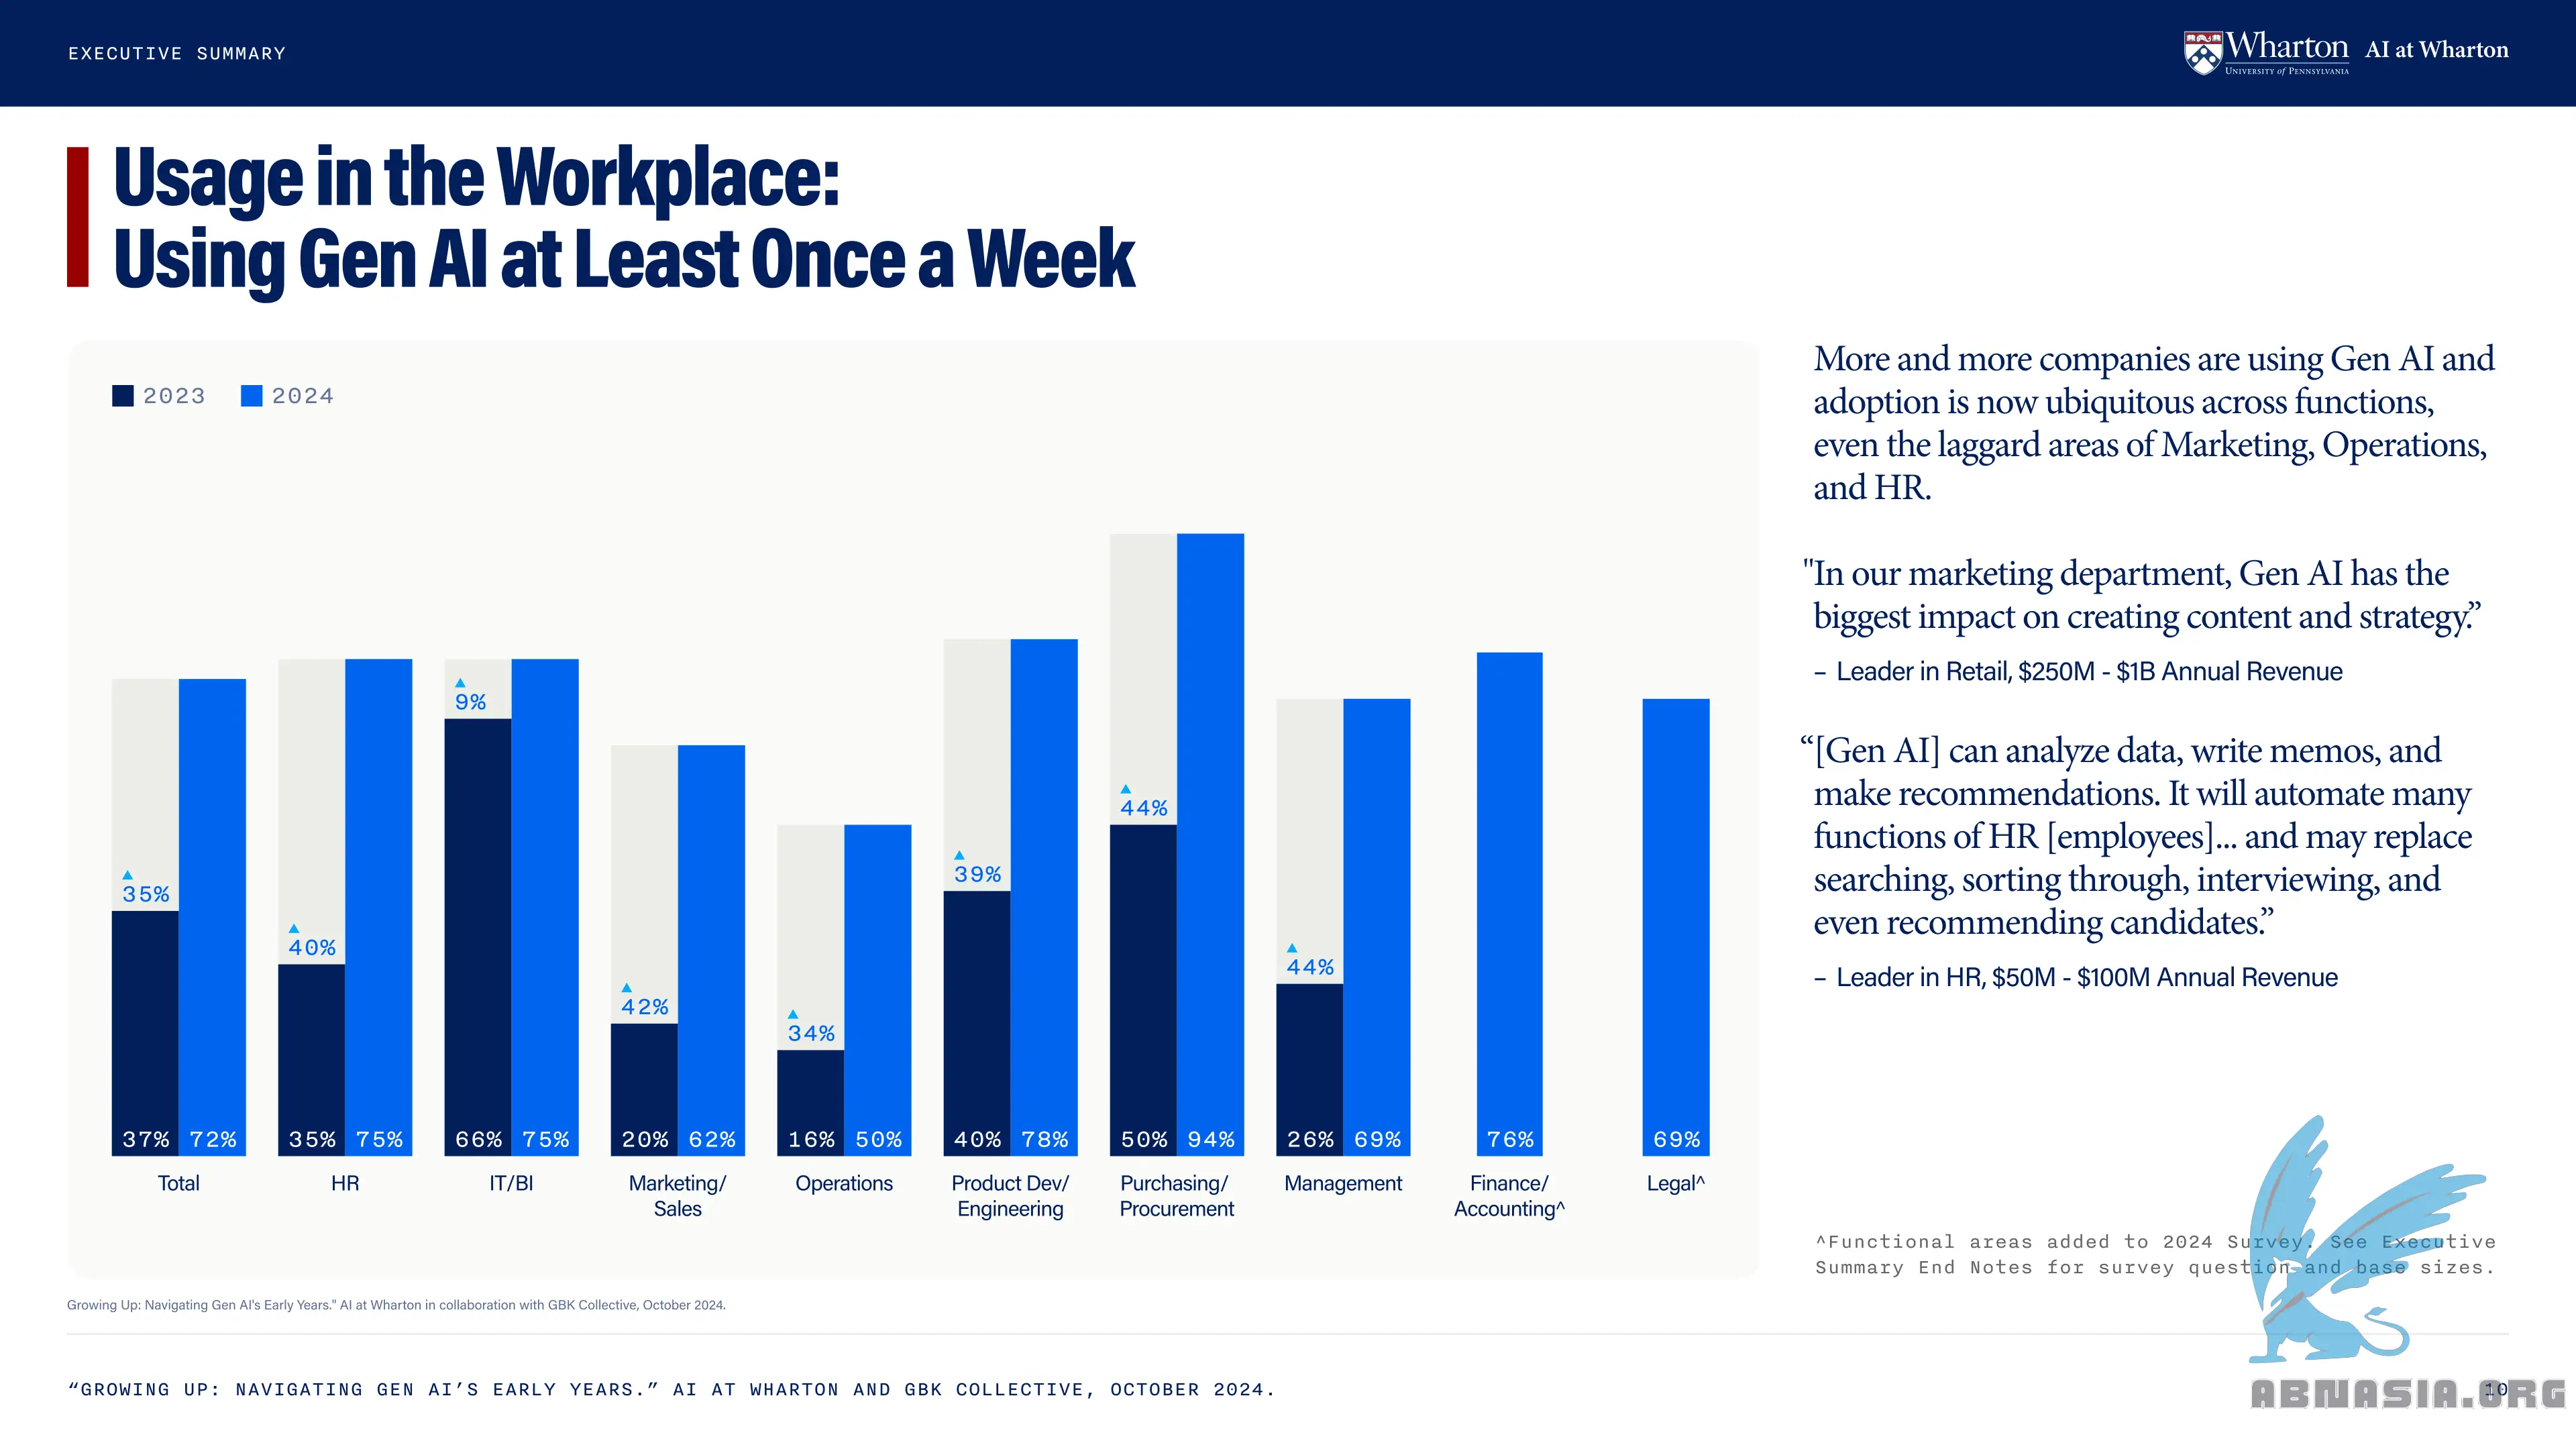 EXECUTIVE SUMMARY
Wharton
UNIVERSITY of PENNSYLVANIA
AI at Wharton
Usage in the Workplace:
Using Gen AI at Least Once a Week
2023 2024
35%
37% 72%
Total
40%
35% 75%
HR
9%
66% 75%
IT/BI
42%
20% 62%
Marketing/
Sales
34%
16% 50%
Operations
39%
40% 78%
Product Dev/
Engineering
44%
50% 94%
Purchasing/
Procurement
44%
26% 69%
Management
76%
Finance/
Accounting^
69%
Legal^
More and more companies are using Gen AI and
adoption is now ubiquitous across functions,
even the laggard areas of Marketing, Operations,
and HR.
"In our marketing department, Gen AI has the
biggest impact on creating content and strategy.”
– Leader in Retail, $250M - $1B Annual Revenue
“[Gen AI] can analyze data, write memos, and
make recommendations. It will automate many
functions of HR [employees]... and may replace
searching, sorting through, interviewing, and
even recommending candidates.”
– Leader in HR, $50M - $100M Annual Revenue
^Functional areas added to 2024 Survey. See Executive
Summary End Notes for survey question and base sizes.
Growing Up: Navigating Gen AI's Early Years." AI at Wharton in collaboration with GBK Collective, October 2024.
“GROWING UP: NAVIGATING GEN AI’S EARLY YEARS.” AI AT WHARTON AND GBK COLLECTIVE, OCTOBER 2024.
10
ABNASIA.ORG